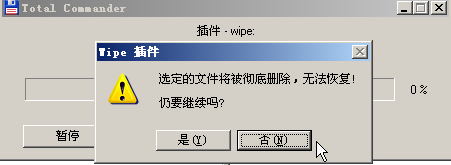 Total Commander
插件 - wipe:
Wipe 插件
选定的文件将被彻底删除，无法恢复!
仍要继续吗?
0 %
暂停
是(Y)
否(N)